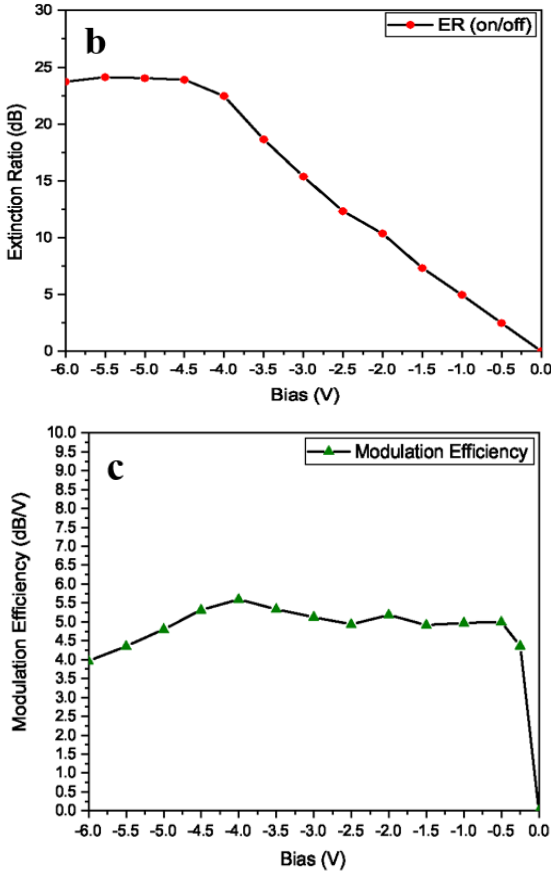 b
ER (on/off)
Extinction Ratio (dB)
30
25
20
15
10
5
0
-6.0 -5.5 -5.0 -4.5 -4.0 -3.5 -3.0 -2.5 -2.0 -1.5 -1.0 -0.5 0.0
Bias (V)
c
Modulation Efficiency
Modulation Efficiency (dB/V)
10.0
9.5
9.0
8.5
8.0
7.5
7.0
6.5
6.0
5.5
5.0
4.5
4.0
3.5
3.0
2.5
2.0
1.5
1.0
0.5
0.0
-6.0 -5.5 -5.0 -4.5 -4.0 -3.5 -3.0 -2.5 -2.0 -1.5 -1.0 -0.5 0.0
Bias (V)